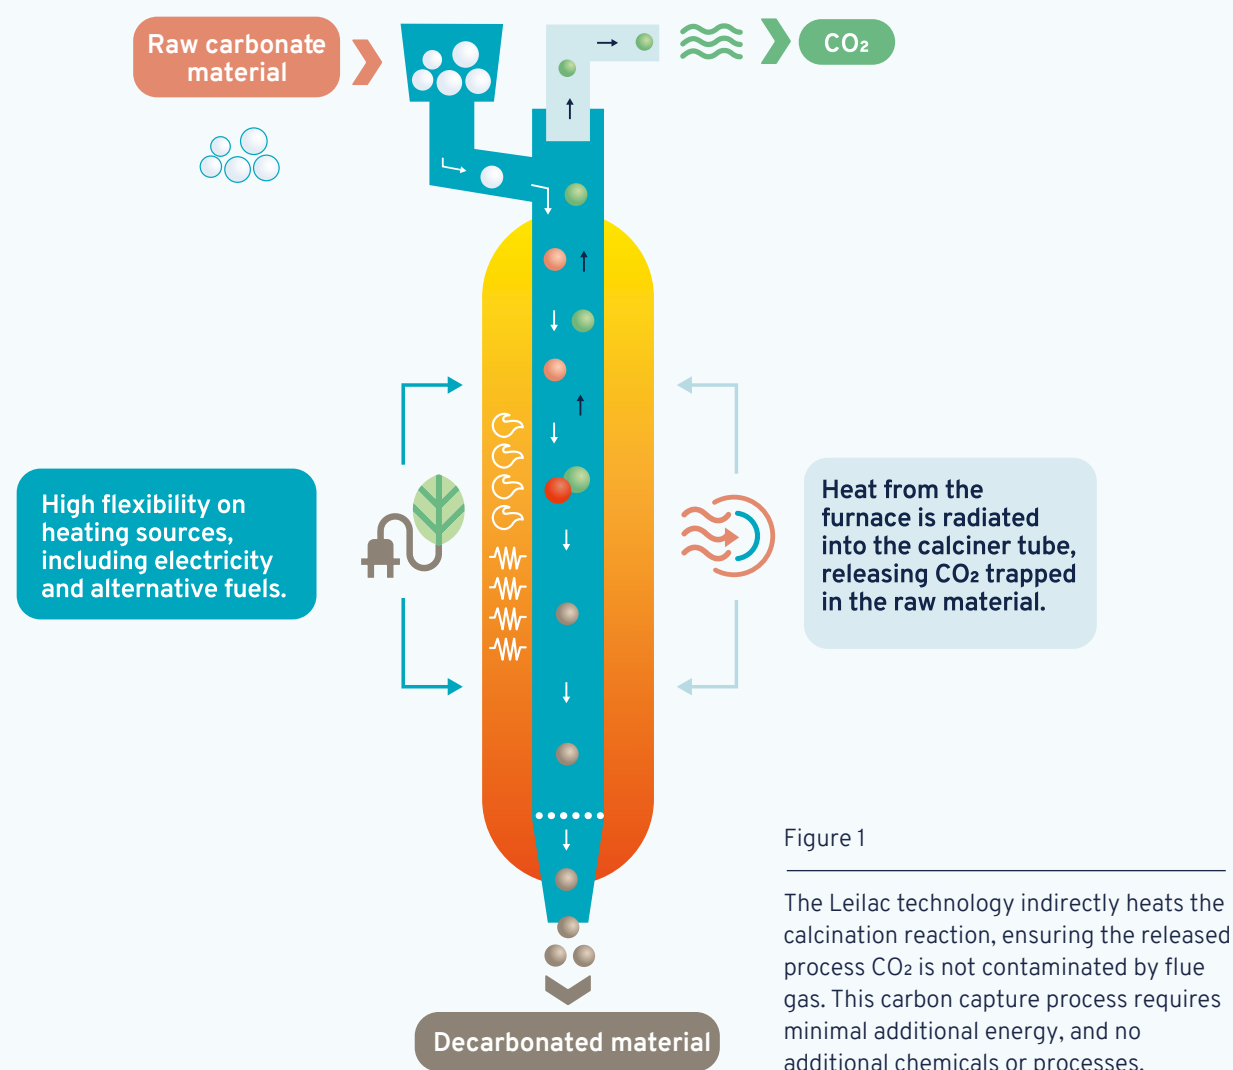 Raw carbonate
material
CO₂
High flexibility on
heating sources,
including electricity
and alternative fuels.
Heat from the
furnace is radiated
into the calciner tube,
releasing CO₂ trapped
in the raw material.
Figure 1
The Leilac technology indirectly heats the
calcination reaction, ensuring the released
process CO₂ is not contaminated by flue
gas. This carbon capture process requires
minimal additional energy, and no
additional chemicals or processes.
Decarbonated material